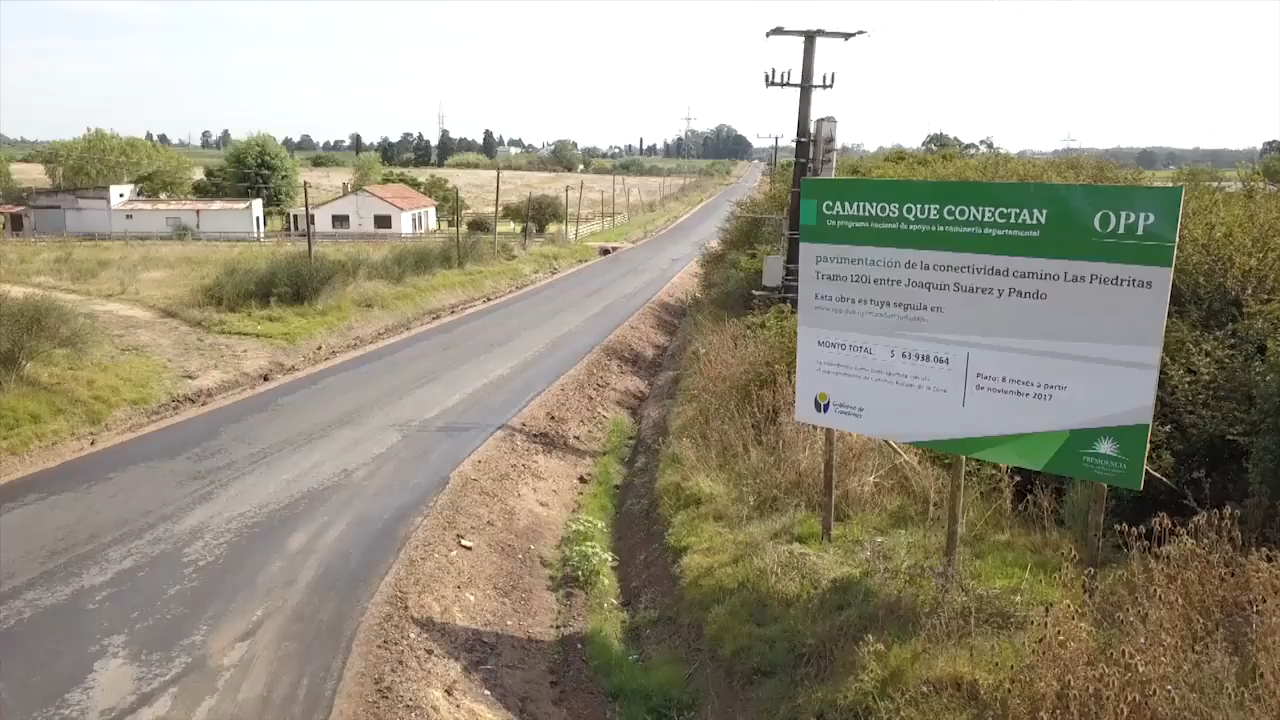 CAMINOS QUE CONECTAN
Un programa nacional de apoyo a la caminería departamental
OPP
pavimentación de la conectividad camino Las Piedritas
Tramo 120i entre Joaquín Suárez y Pando
Esta obra es tuya seguila en:
MONTO TOTAL: $ 63.938.064
Plazo: 8 meses a partir
de noviembre 2017
Gobierno de
Canelones
PRESIDENCIA